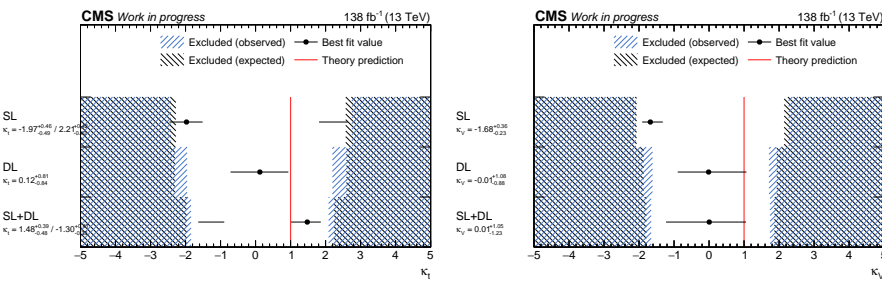 CMS Work in progress 138 fb-1 (13 TeV)
Excluded (observed) Best fit value
Excluded (expected) Theory prediction
SL
κt = -1.97+0.46-0.49 / 2.21
DL
κt = 0.12+0.81-0.84
SL+DL
κt = 1.48+0.39-0.48 / -1.30
−5 −4 −3 −2 −1 0 1 2 3 4 5
κt
CMS Work in progress 138 fb-1 (13 TeV)
Excluded (observed) Best fit value
Excluded (expected) Theory prediction
SL
κV = -1.68+0.36-0.23
DL
κV = -0.01+1.08-0.88
SL+DL
κV = 0.01+1.05-1.23
−5 −4 −3 −2 −1 0 1 2 3 4 5
κV